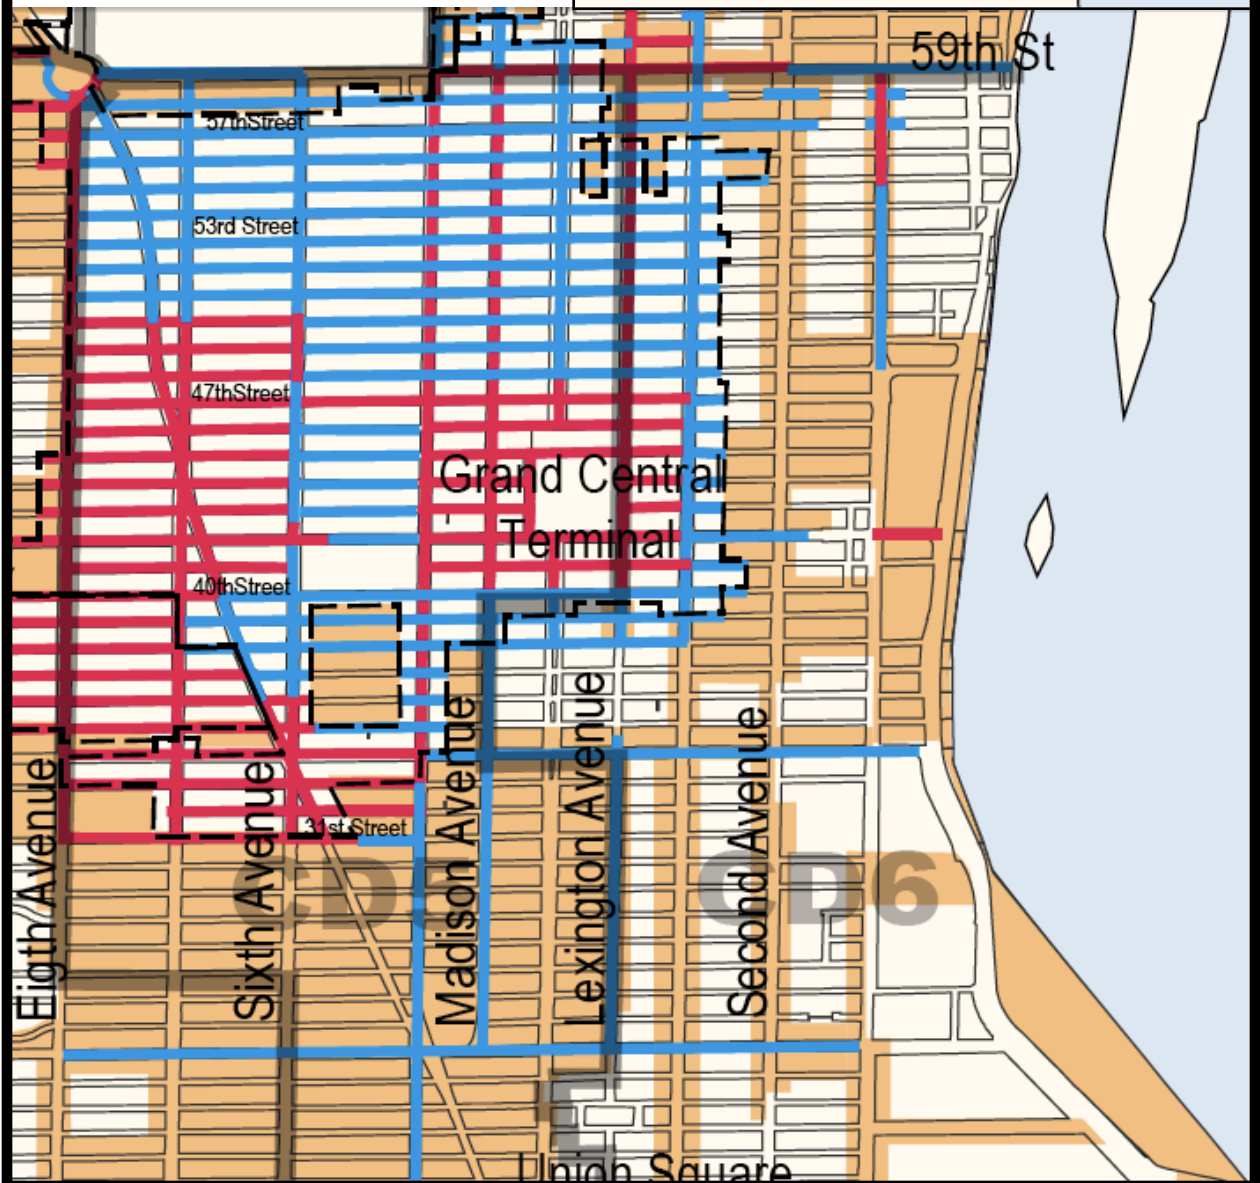 59th St
57thStreet
53rd Street
47thStreet
Grand Central
Terminal
40thStreet
31st Street
Eigth Avenue
Sixth Avenue
Madison Avenue
Lexington Avenue
Second Avenue
CD5
CD6
Union Square